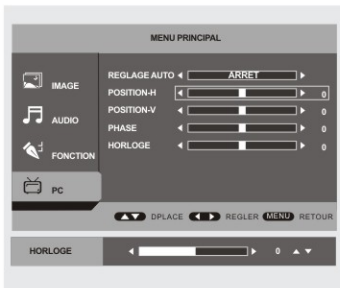 MENU PRINCIPAL
IMAGE
AUDIO
FONCTION
PC
REGLAGE AUTO ARRET
POSITION-H 0
POSITION-V 0
PHASE 0
HORLOGE 0
DPLACE REGLER MENU RETOUR
HORLOGE 0